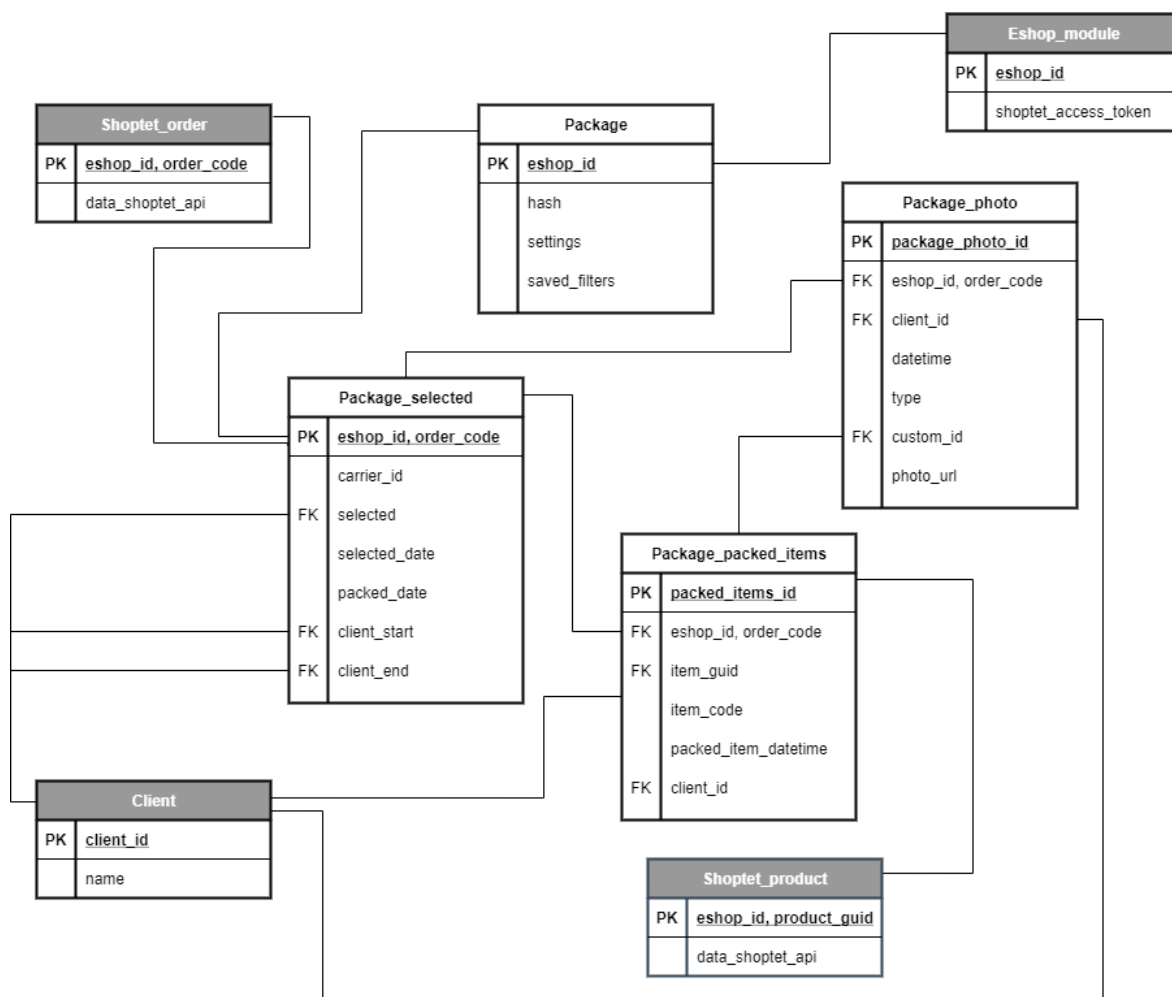 Eshop_module
PK eshop_id
shoptet_access_token
Shoptet_order
PK eshop_id, order_code
data_shoptet_api
Package
PK eshop_id
hash
settings
saved_filters
Package_photo
PK package_photo_id
FK eshop_id, order_code
FK client_id
datetime
type
FK custom_id
photo_url
Package_selected
PK eshop_id, order_code
carrier_id
FK selected
selected_date
packed_date
FK client_start
FK client_end
Package_packed_items
PK packed_items_id
FK eshop_id, order_code
FK item_guid
item_code
packed_item_datetime
FK client_id
Client
PK client_id
name
Shoptet_product
PK eshop_id, product_guid
data_shoptet_api